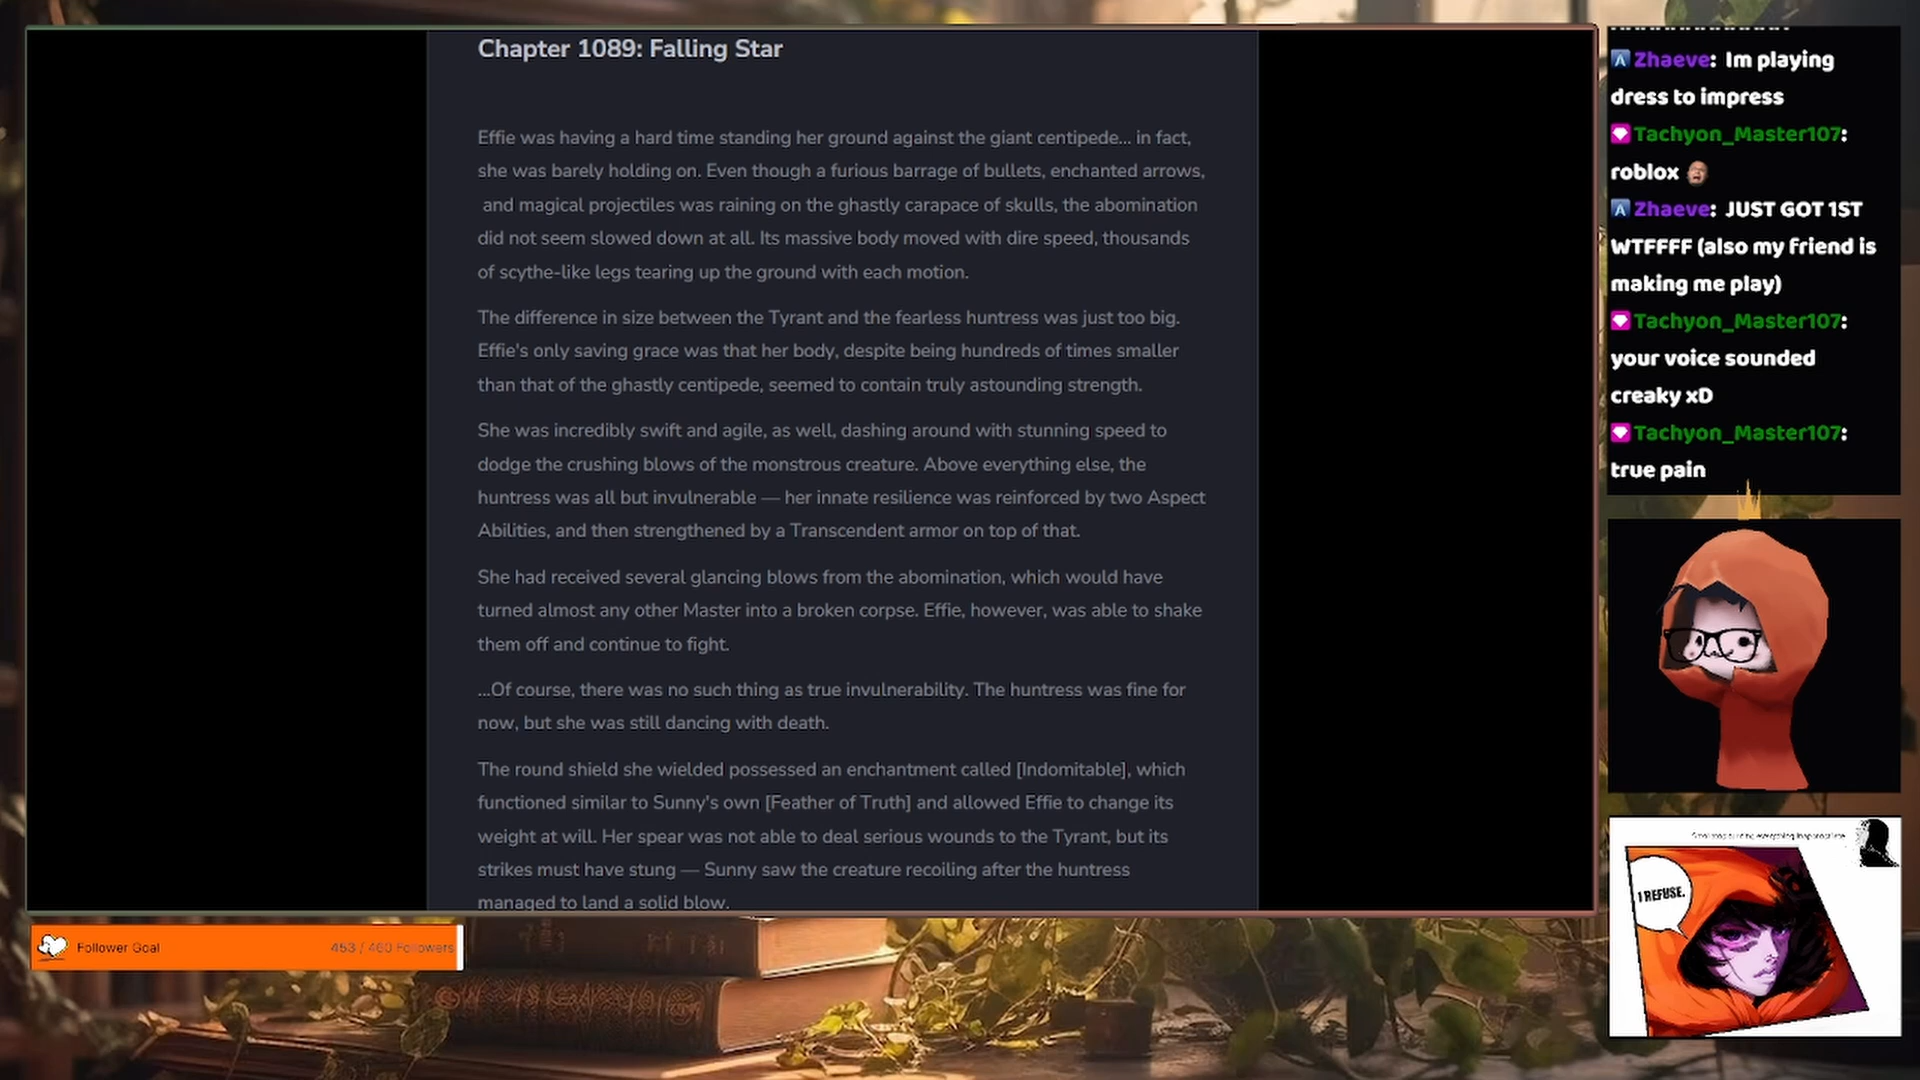 Chapter 1089: Falling Star
Effie was having a hard time standing her ground against the giant centipede... in fact,
she was barely holding on. Even though a furious barrage of bullets, enchanted arrows,
and magical projectiles was raining on the ghastly carapace of skulls, the abomination
did not seem slowed down at all. Its massive body moved with dire speed, thousands
of scythe-like legs tearing up the ground with each motion.
The difference in size between the Tyrant and the fearless huntress was just too big.
Effie's only saving grace was that her body, despite being hundreds of times smaller
than that of the ghastly centipede, seemed to contain truly astounding strength.
She was incredibly swift and agile, as well, dashing around with stunning speed to
dodge the crushing blows of the monstrous creature. Above everything else, the
huntress was all but invulnerable — her innate resilience was reinforced by two Aspect
Abilities, and then strengthened by a Transcendent armor on top of that.
She had received several glancing blows from the abomination, which would have
turned almost any other Master into a broken corpse. Effie, however, was able to shake
them off and continue to fight.
...Of course, there was no such thing as true invulnerability. The huntress was fine for
now, but she was still dancing with death.
The round shield she wielded possessed an enchantment called [Indomitable], which
functioned similar to Sunny's own [Feather of Truth] and allowed Effie to change its
weight at will. Her spear was not able to deal serious wounds to the Tyrant, but its
strikes must have stung — Sunny saw the creature recoiling after the huntress
managed to land a solid blow.
Zhaeve: Im playing
dress to impress
Tachyon_Master107:
roblox
Zhaeve: JUST GOT 1ST
WTFFFF (also my friend is
making me play)
Tachyon_Master107:
your voice sounded
creaky xD
Tachyon_Master107:
true pain
I REFUSE.
Follower Goal
453 / 460 Followers